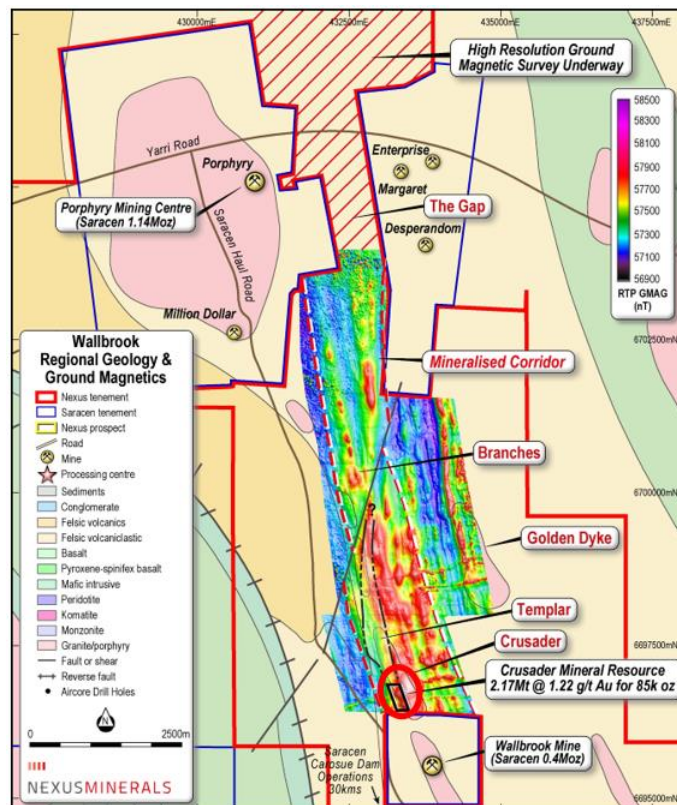 430000mE
432500mE
435000mE
437500mE
High Resolution Ground
Magnetic Survey Underway
58500
58300
57900
57700
57500
57300
57100
56900
RTP GMAG
(nT)
Yarri Road
Porphyry
Enterprise
Margaret
The Gap
Desperandom
Porphyry Mining Centre
(Saracen 1.14Moz)
Saracen Haul Road
Million Dollar
6702500mN
Mineralised Corridor
Wallbrook
Regional Geology &
Ground Magnetics
Nexus tenement
Saracen tenement
Nexus prospect
Road
Mine
Processing centre
Sediments
Conglomerate
Felsic volcanics
Felsic volcaniclastic
Basalt
Pyroxene-spinifex basalt
Mafic intrusive
Peridotite
Komatite
Monzonite
Granite/porphyry
Fault or shear
Reverse fault
Aircore Drill Holes
N
0
2500m
NEXUSMINERALS
Branches
6700000mN
?
Golden Dyke
Templar
Crusader
6697500mN
Crusader Mineral Resource
2.17Mt @ 1.22 g/t Au for 85k oz
Wallbrook Mine
(Saracen 0.4Moz)
Saracen
Carosue Dam
Operations
30kms
6695000mN